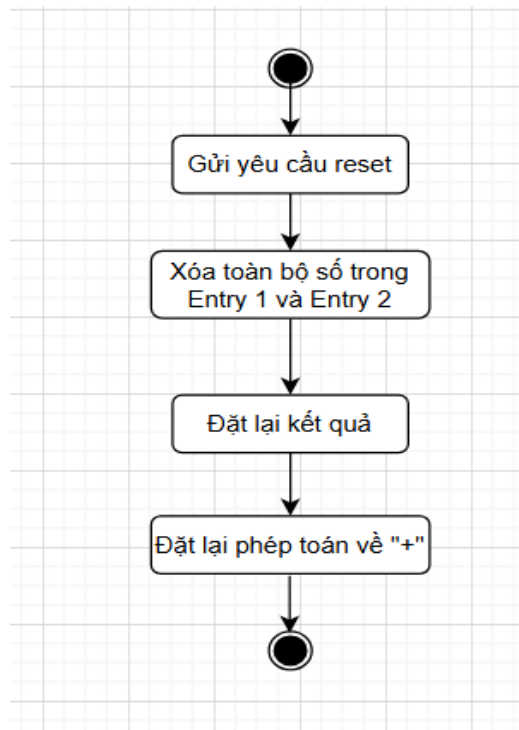 Gửi yêu cầu reset
Xóa toàn bộ số trong
Entry 1 và Entry 2
Đặt lại kết quả
Đặt lại phép toán về "+"